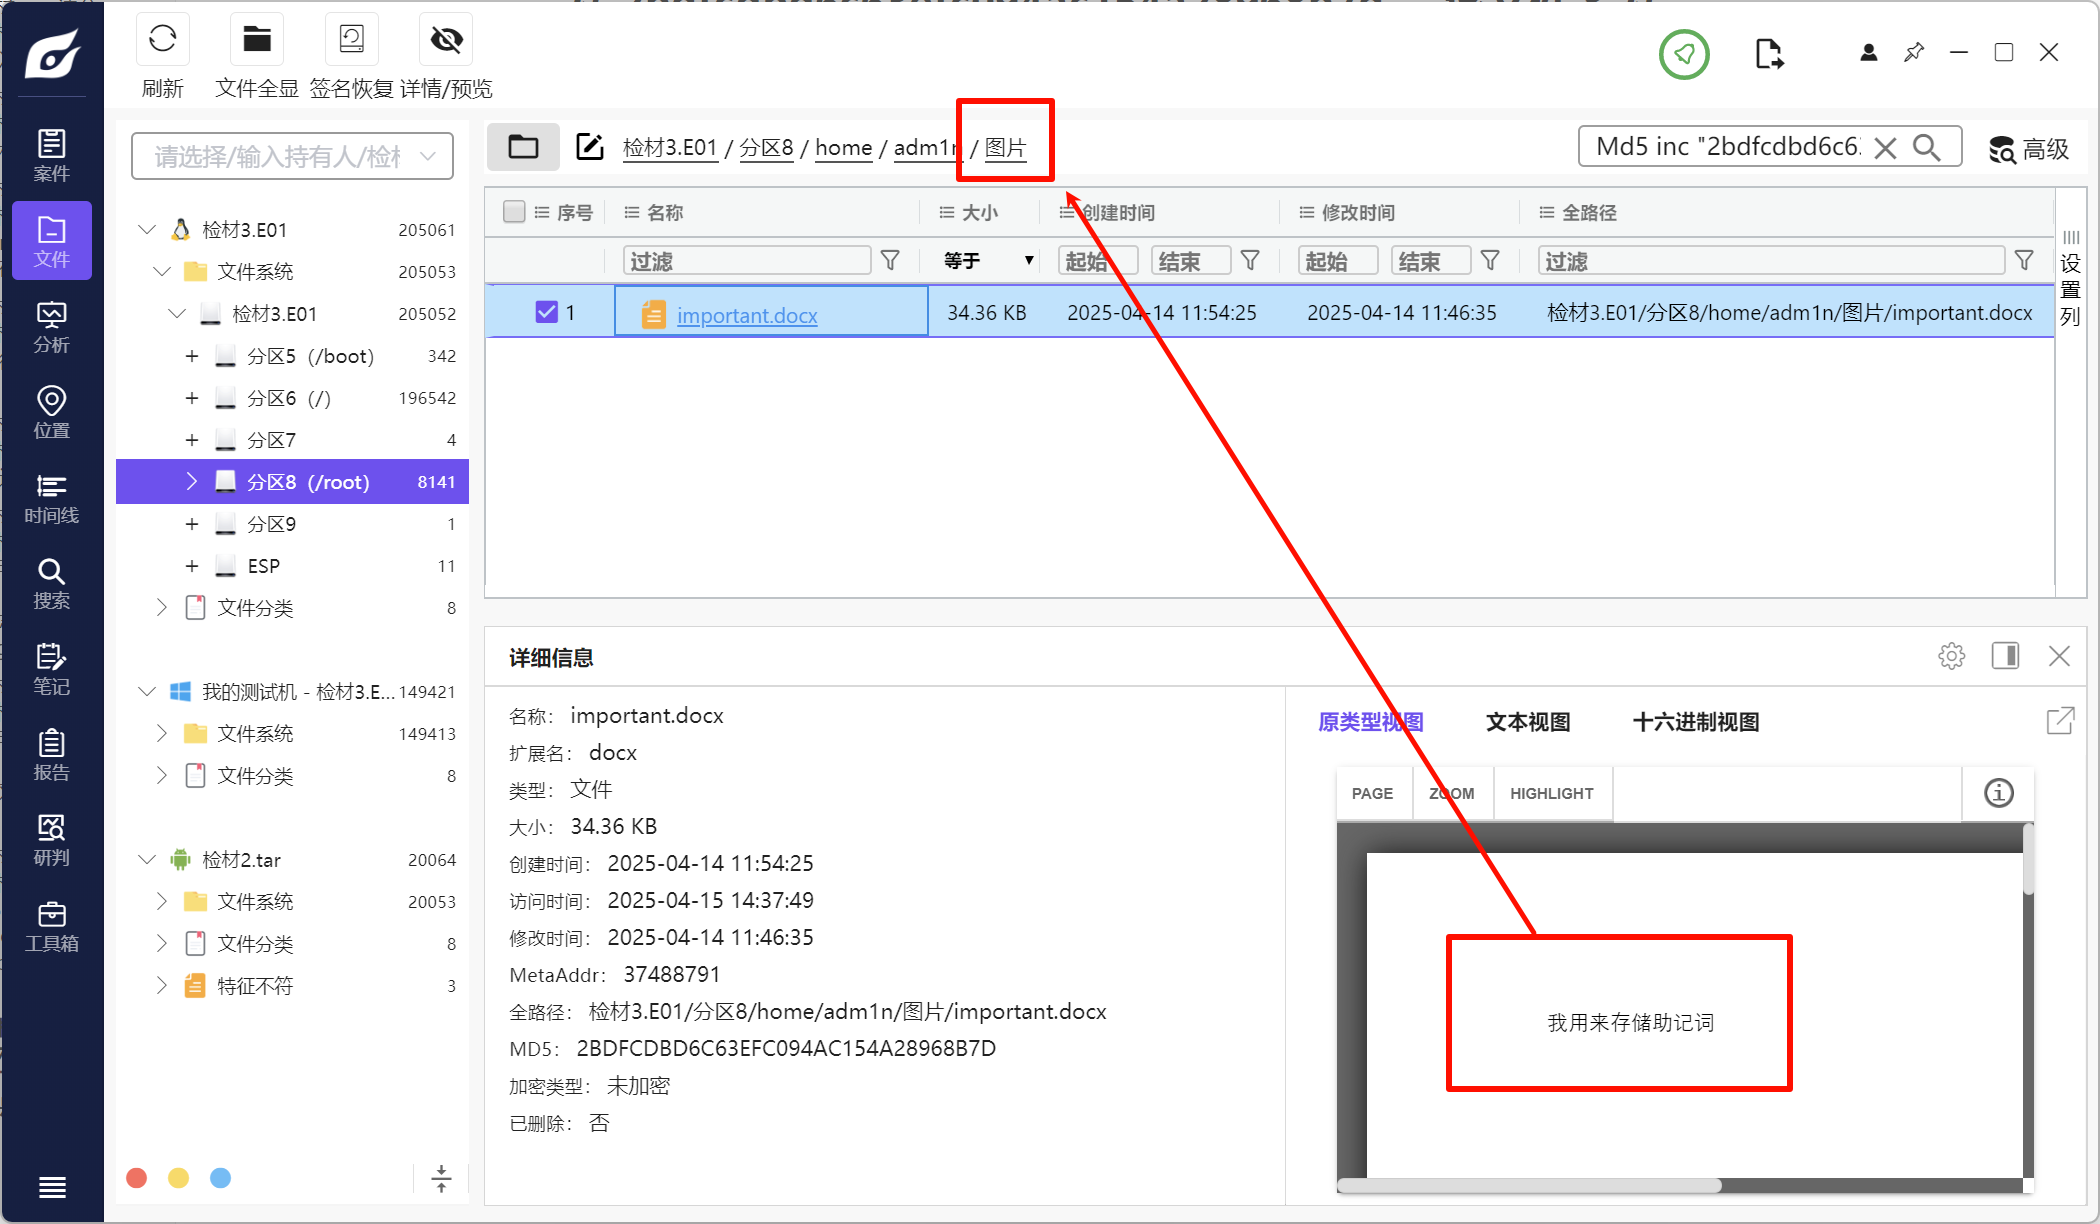 刷新
文件全显
签名恢复
详情/预览
案件
文件
分析
位置
时间线
搜索
笔记
报告
研判
工具箱
请选择/输入持有人/检
检材3.E01 205061
文件系统 205053
检材3.E01 205052
分区5 (/boot) 342
分区6 (/) 196542
分区7 4
分区8 (/root) 8141
分区9 1
ESP 11
文件分类 8
我的测试机 - 检材3.E... 149421
文件系统 149413
文件分类 8
检材2.tar 20064
文件系统 20053
文件分类 8
特征不符 3
检材3.E01 / 分区8 / home / adm1n / 图片
Md5 inc "2bdfcdbd6c6
高级
序号 名称 大小 创建时间 修改时间 全路径
过滤 等于 起始 结束 起始 结束 过滤
1 important.docx 34.36 KB 2025-04-14 11:54:25 2025-04-14 11:46:35 检材3.E01/分区8/home/adm1n/图片/important.docx
设置列
详细信息
名称: important.docx
扩展名: docx
类型: 文件
大小: 34.36 KB
创建时间: 2025-04-14 11:54:25
访问时间: 2025-04-15 14:37:49
修改时间: 2025-04-14 11:46:35
MetaAddr: 37488791
全路径: 检材3.E01/分区8/home/adm1n/图片/important.docx
MD5: 2BDFCDBD6C63EFC094AC154A28968B7D
加密类型: 未加密
已删除: 否
原类型视图 文本视图 十六进制视图
PAGE ZOOM HIGHLIGHT
我用来存储助记词